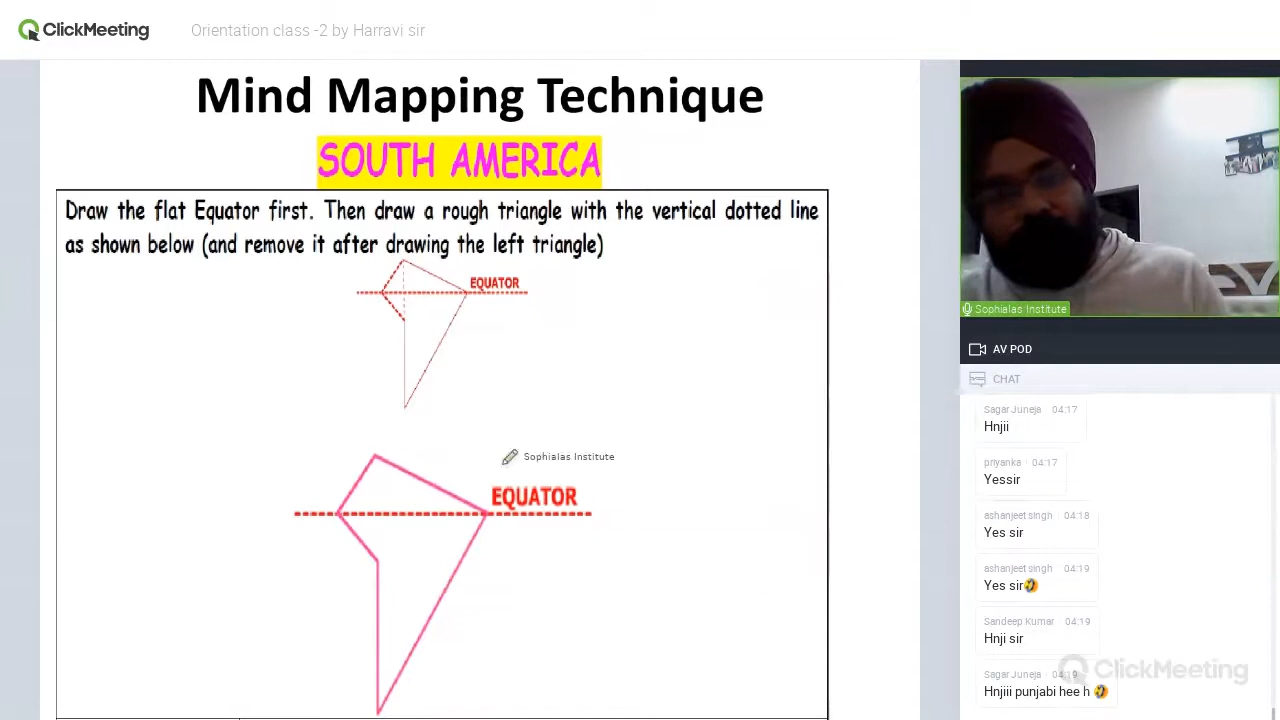 ClickMeeting
Orientation class -2 by Harravi sir
Mind Mapping Technique
SOUTH AMERICA
Draw the flat Equator first. Then draw a rough triangle with the vertical dotted line
as shown below (and remove it after drawing the left triangle)
EQUATOR
Sophialas Institute
EQUATOR
Sophialas Institute
AV POD
CHAT
Sagar Juneja · 04:17
Hnjii
priyanka · 04:17
Yessir
ashanjeet singh · 04:18
Yes sir
ashanjeet singh · 04:19
Yes sir🤣
Sandeep Kumar · 04:19
Hnji sir
Sagar Juneja · 04:19
Hnjiii punjabi hee h 🤣
ClickMeeting